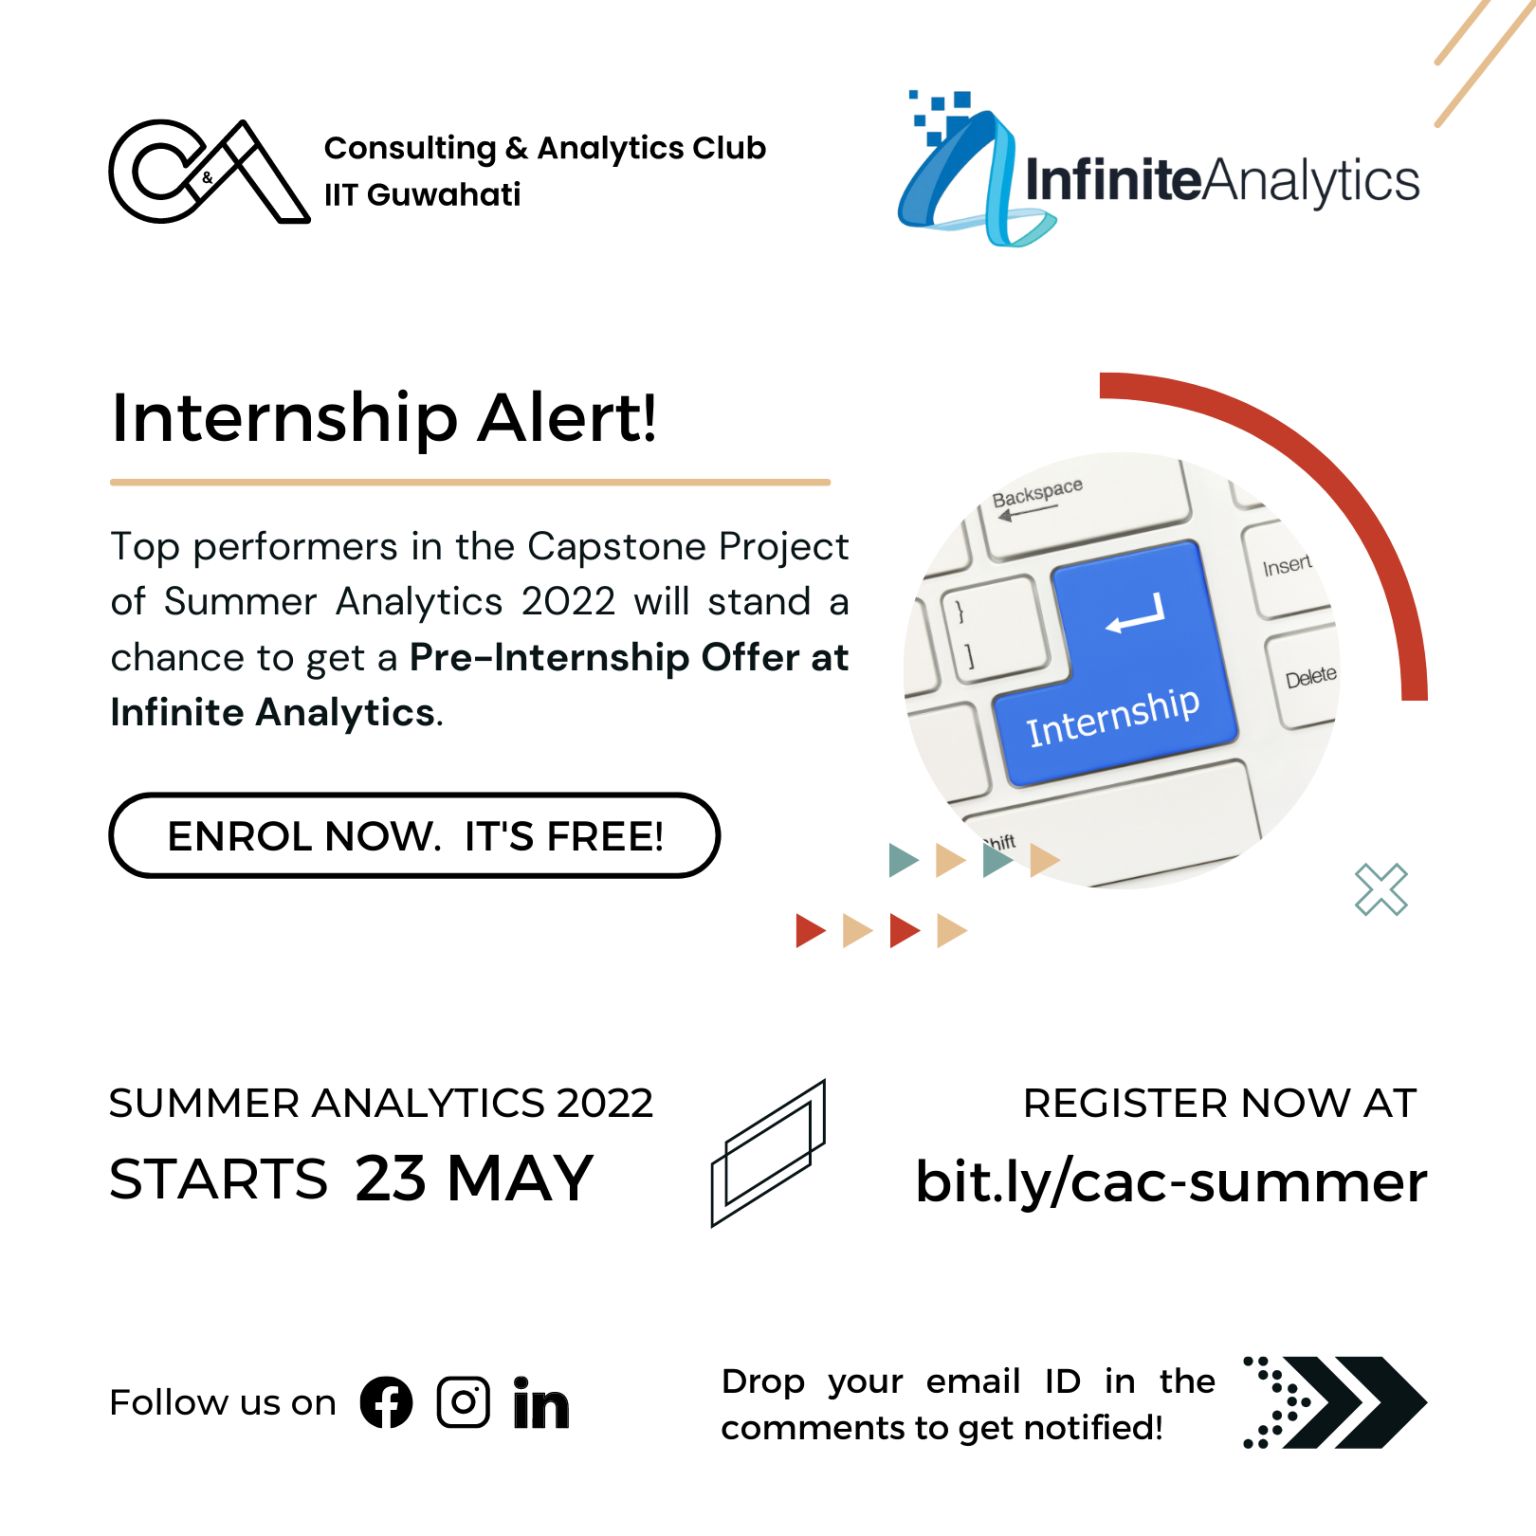 &
Consulting & Analytics Club
IIT Guwahati
InfiniteAnalytics
Internship Alert!
Top performers in the Capstone Project
of Summer Analytics 2022 will stand a
chance to get a Pre-Internship Offer at
Infinite Analytics.
ENROL NOW. IT'S FREE!
Backspace
}
]
Insert
Delete
Internship
Shift
SUMMER ANALYTICS 2022
STARTS 23 MAY
REGISTER NOW AT
bit.ly/cac-summer
Follow us on
in
Drop your email ID in the
comments to get notified!